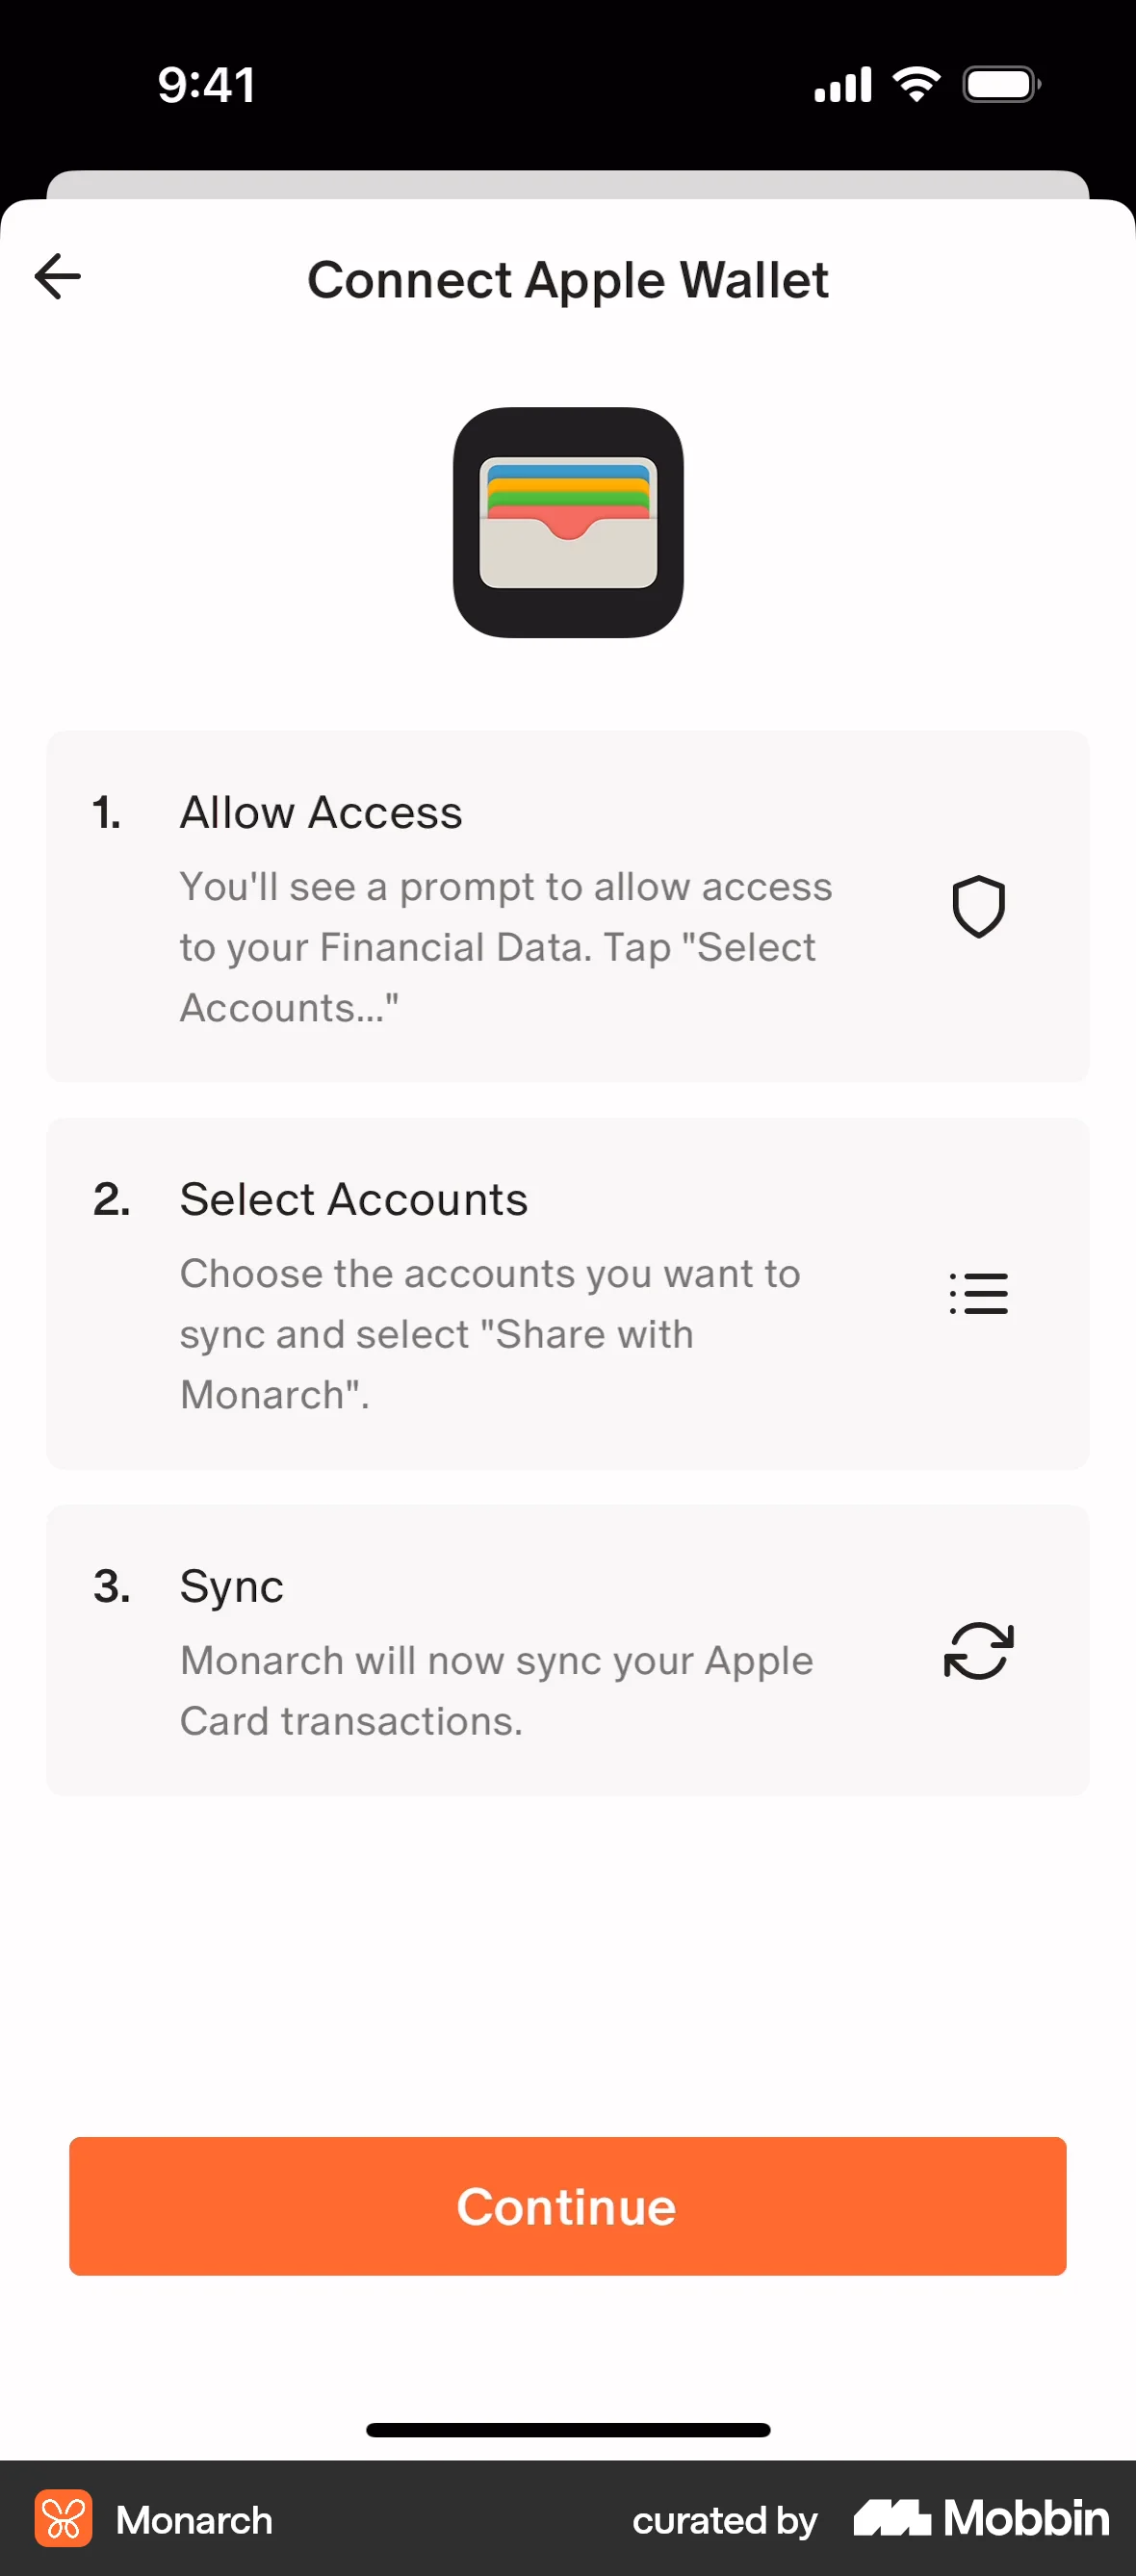 9:41
Connect Apple Wallet
1. Allow Access
You'll see a prompt to allow access
to your Financial Data. Tap "Select
Accounts..."
2. Select Accounts
Choose the accounts you want to
sync and select "Share with
Monarch".
3. Sync
Monarch will now sync your Apple
Card transactions.
Continue
Monarch
curated by Mobbin